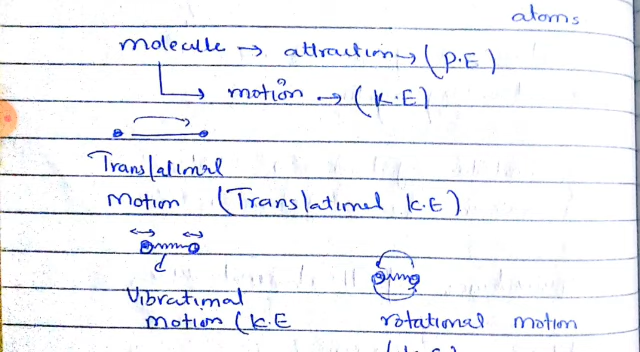 atoms
molecule → attraction → (P.E)
↳ motion → (K.E)
Translational
motion (Translational K.E)
Vibrational
motion (K.E
rotational motion